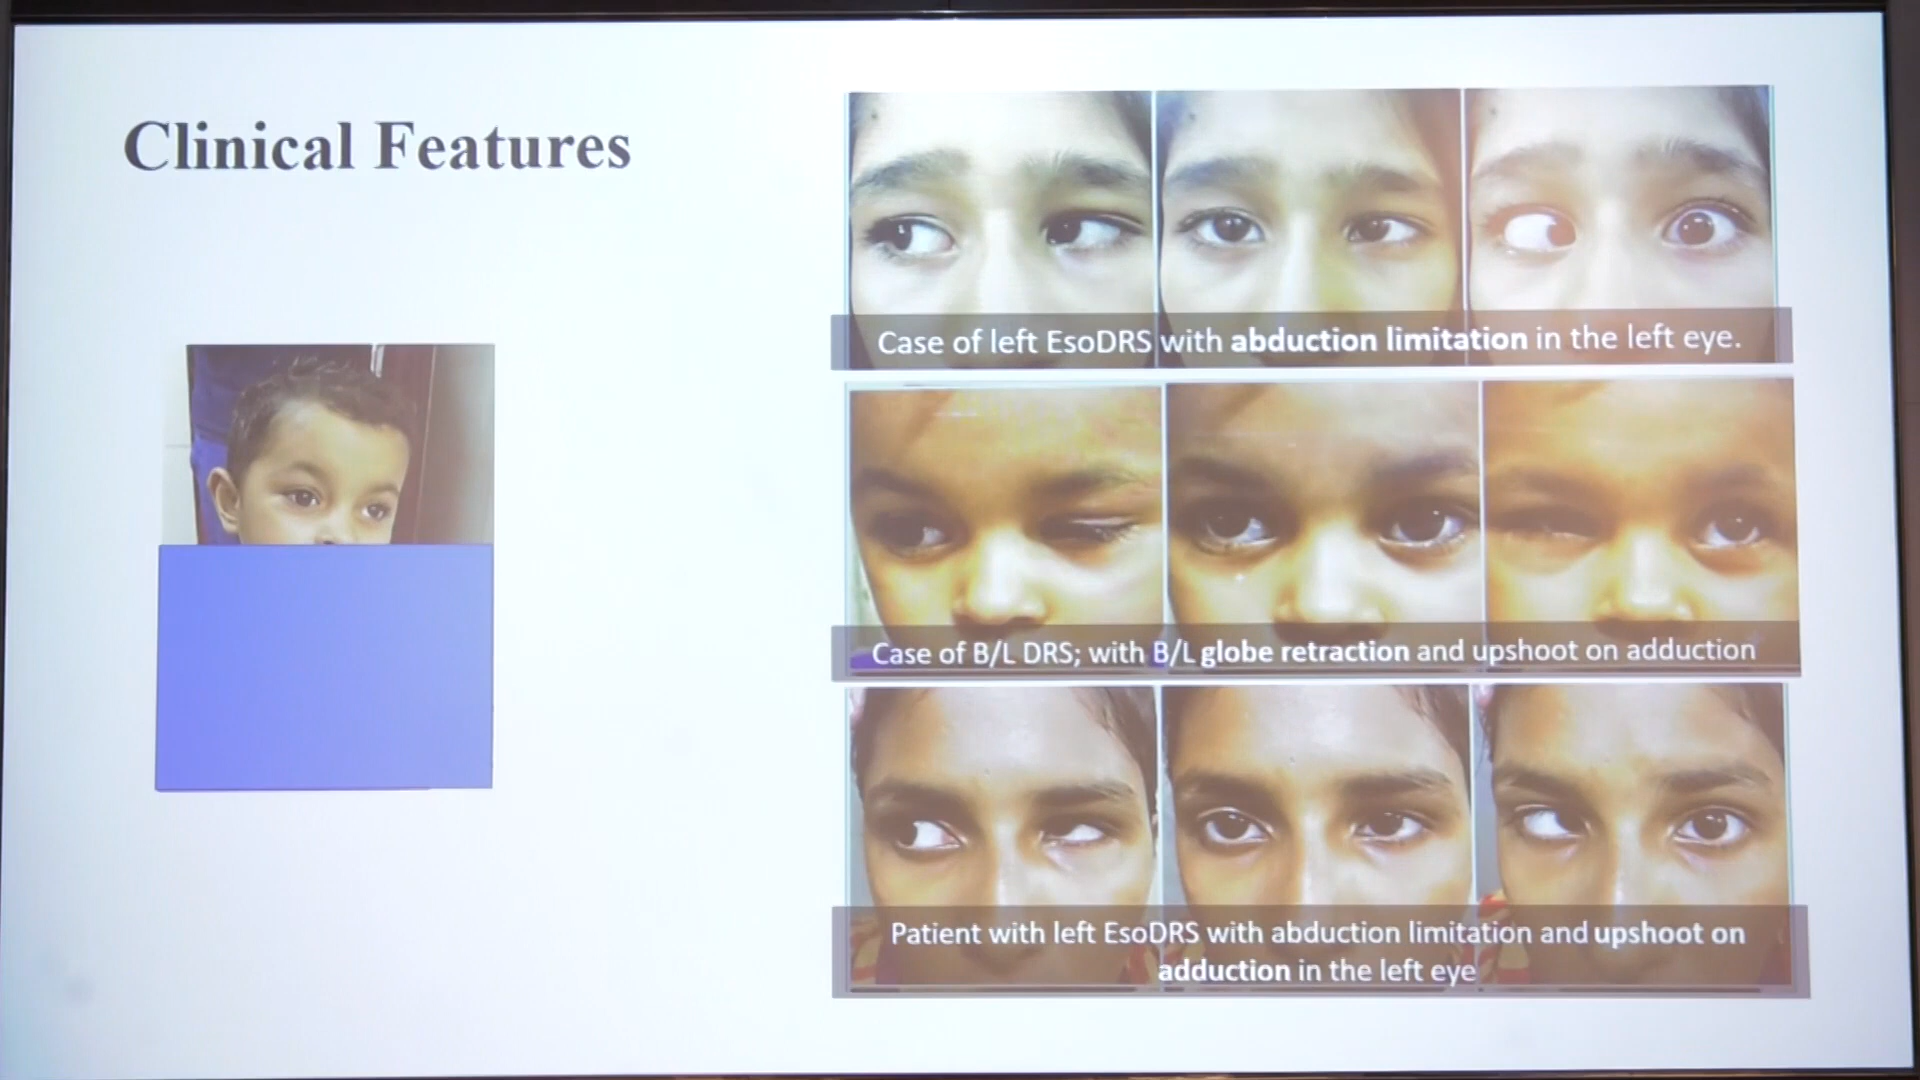 Clinical Features
Case of left EsoDRS with abduction limitation in the left eye.
Case of B/L DRS; with B/L globe retraction and upshoot on adduction
Patient with left EsoDRS with abduction limitation and upshoot on
adduction in the left eye